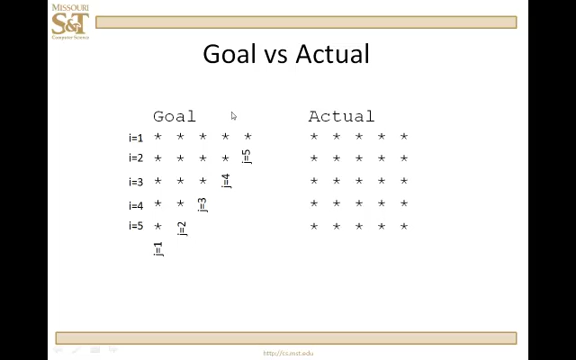 MISSOURI
S&T
Computer Science
Goal vs Actual
Goal
Actual
i=1 * * * * * * * * * *
i=2 * * * * j=5 * * * * *
i=3 * * * j=4 * * * * *
i=4 * * j=3 * * * * *
i=5 * j=2 * * * * *
j=1
http://cs.mst.edu